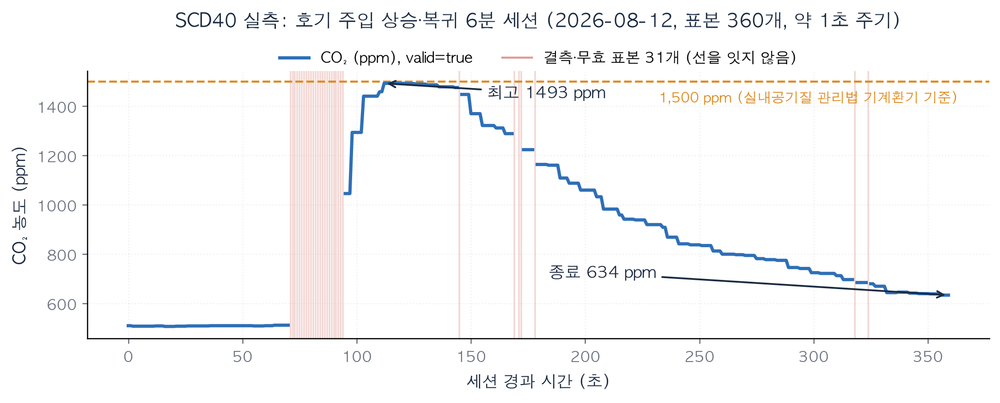 SCD40 실측: 호기 주입 상승·복귀 6분 세션 (2026-08-12, 표본 360개, 약 1초 주기)
CO₂ (ppm), valid=true
결측·무효 표본 31개 (선을 잇지 않음)
최고 1493 ppm
1,500 ppm (실내공기질 관리법 기계환기 기준)
종료 634 ppm
CO₂ 농도 (ppm)
1400
1200
1000
800
600
0 50 100 150 200 250 300 350
세션 경과 시간 (초)